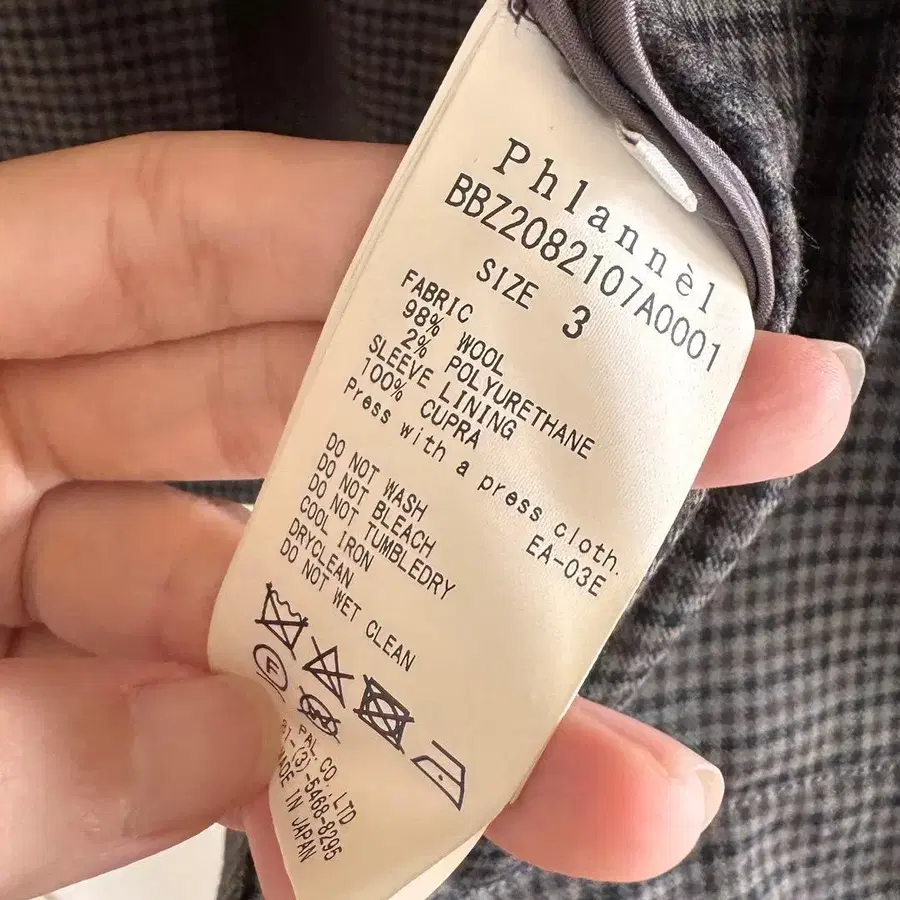 Phlannèl
BBZ2082107A0001
SIZE 3
FABRIC
98% WOOL
2% POLYURETHANE
SLEEVE LINING
100% CUPRA
Press with a press cloth.
EA-03E
DO NOT WASH
DO NOT BLEACH
DO NOT TUMBLEDRY
COOL IRON
DRYCLEAN
DO NOT WET CLEAN
F
PAL.CO.,LTD
81-(3)-5468-8295
MADE IN JAPAN